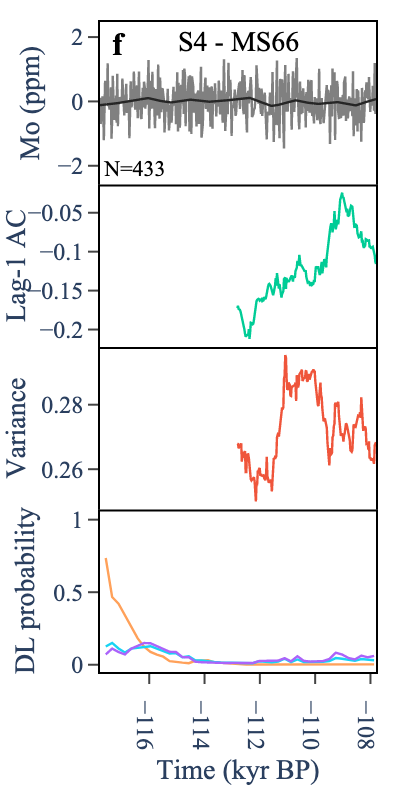 f S4 - MS66
Mo (ppm)
2
0
−2
N=433
Lag-1 AC
−0.05
−0.1
−0.15
−0.2
Variance
0.28
0.26
DL probability
1
0.5
0
−116 −114 −112 −110 −108
Time (kyr BP)